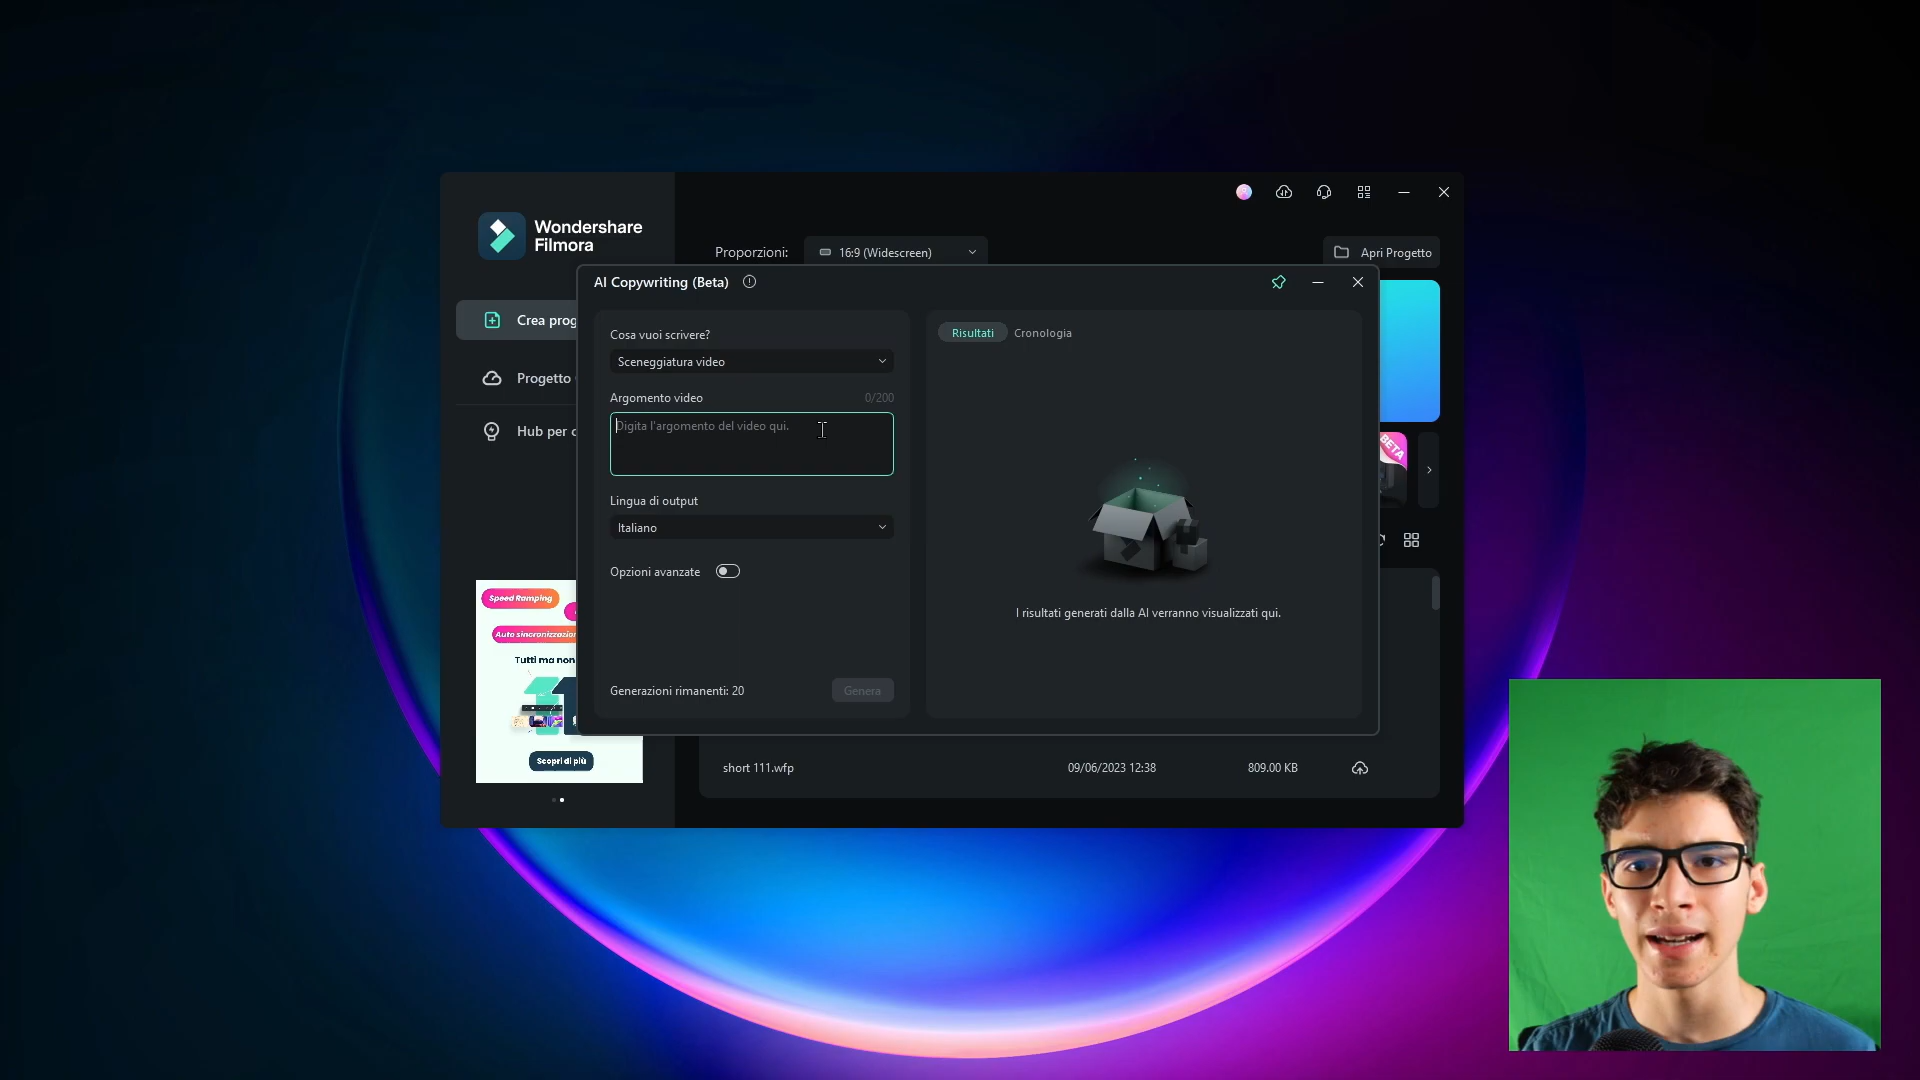 Wondershare
Filmora
Proporzioni:
16:9 (Widescreen)
Apri Progetto
AI Copywriting (Beta)
Crea prog
Progetto
Hub per c
Cosa vuoi scrivere?
Sceneggiatura video
Argomento video
0/200
Digita l'argomento del video qui.
Lingua di output
Italiano
Opzioni avanzate
Generazioni rimanenti: 20
Genera
Risultati
Cronologia
I risultati generati dalla AI verranno visualizzati qui.
BETA
Speed Ramping
Auto sincronizzazion
Tutti ma non
Scopri di più
short 111.wfp
09/06/2023 12:38
809.00 KB